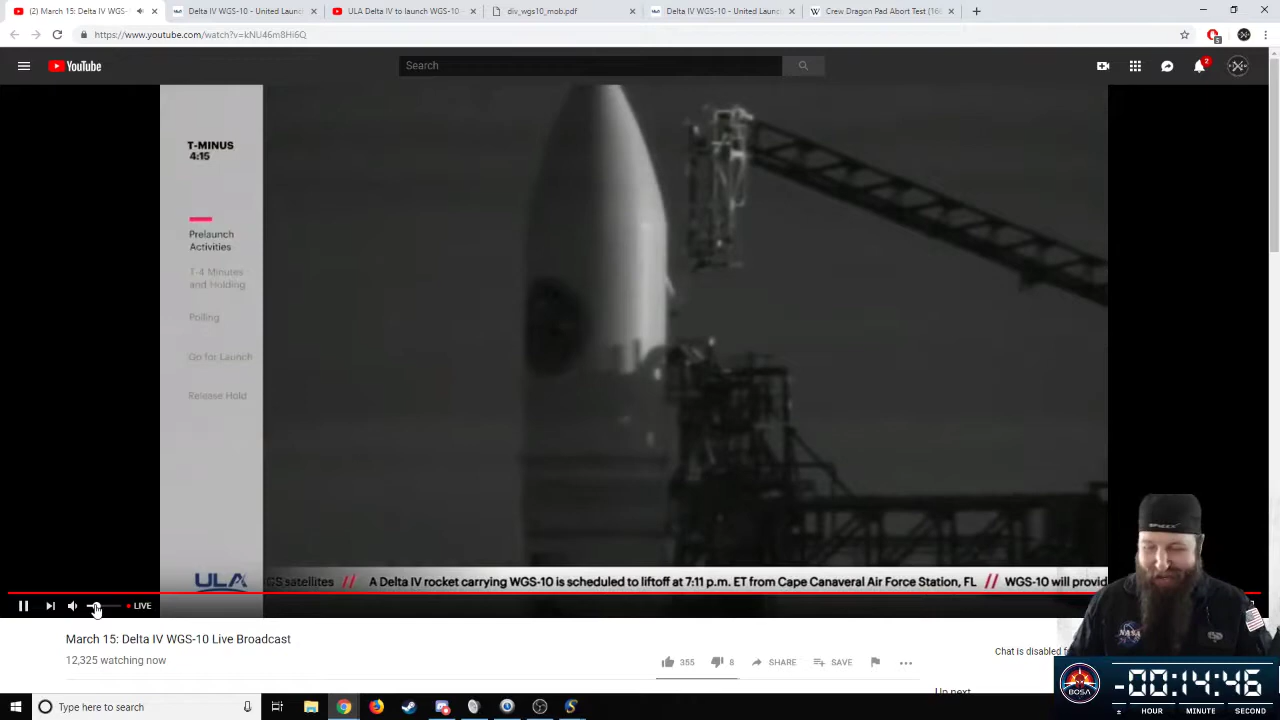 (2) March 15: Delta IV WGS-10
Delta IV WGS-10 - United Launc
ULA Delta IV to launch WGS-10
div_wgs10_mob.pdf
Delta IV WGS-10 - United Launc
Crew Dragon Pad Abort Test (16
https://www.youtube.com/watch?v=kNU46m8Hi6Q
YouTube
Search
2
T-MINUS
4:15
Prelaunch
Activities
T-4 Minutes
and Holding
Polling
Go for Launch
Release Hold
ULA
satellites // A Delta IV rocket carrying WGS-10 is scheduled to liftoff at 7:11 p.m. ET from Cape Canaveral Air Force Station, FL // WGS-10 will provid
LIVE
March 15: Delta IV WGS-10 Live Broadcast
12,325 watching now
355
8
SHARE
SAVE
Chat is disabled f
Up next
NASA
BOSA
-00:14:46
HOUR MINUTE SECOND
Type here to search